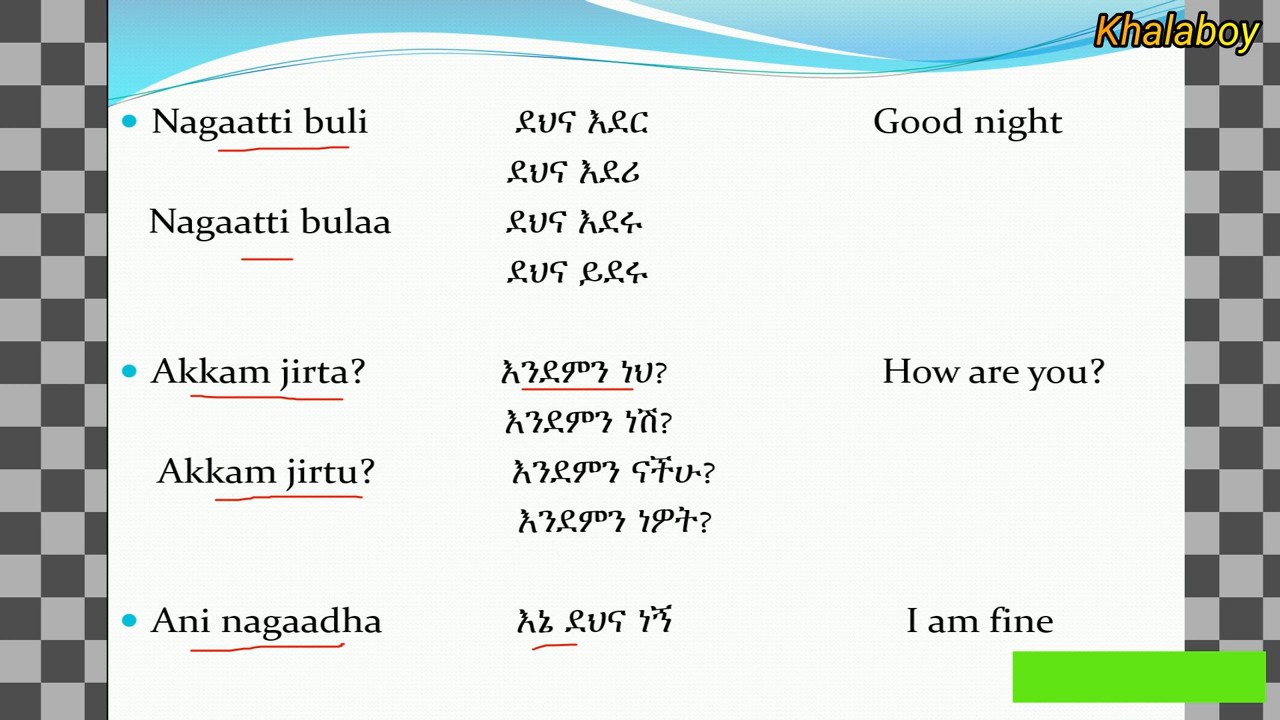 Khalaboy
• Nagaatti buli ደህና እደር Good night
ደህና እደሪ
Nagaatti bulaa ደህና እደሩ
ደህና ይደሩ
• Akkam jirta? እንደምን ነህ? How are you?
እንደምን ነሽ?
Akkam jirtu? እንደምን ናችሁ?
እንደምን ነዎት?
• Ani nagaadha እኔ ደህና ነኝ I am fine